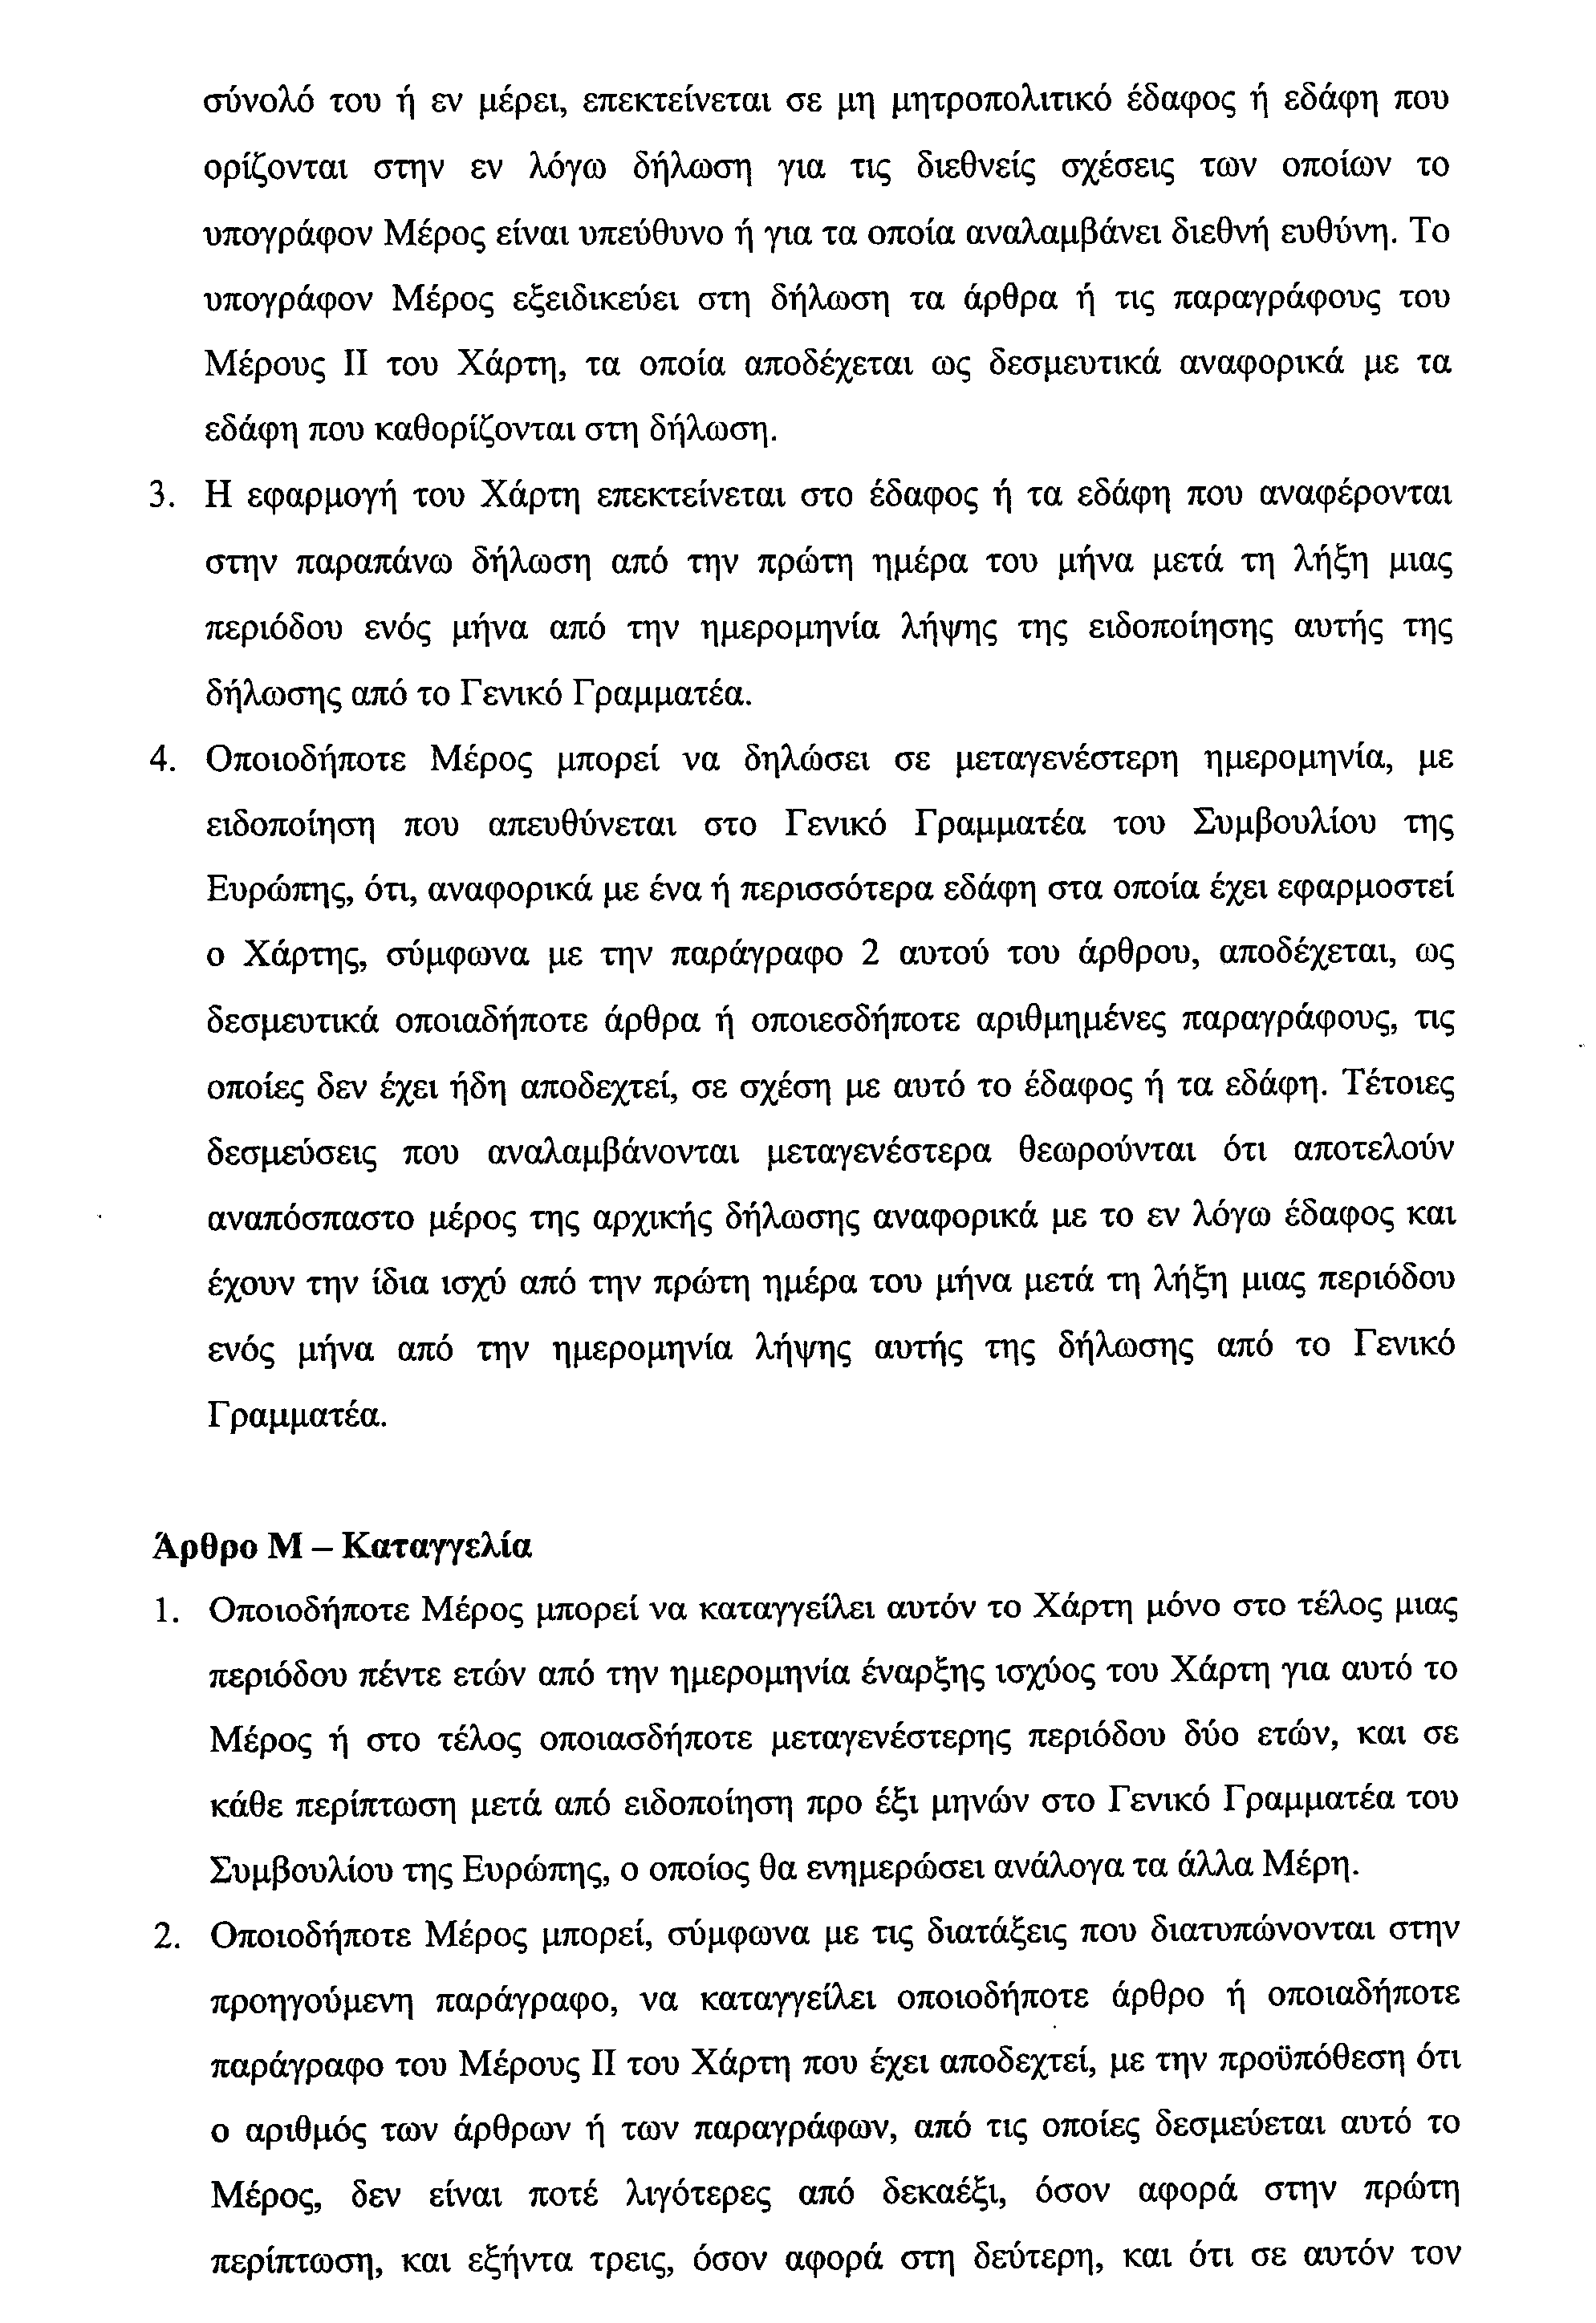 σύνολό του ή εν μέρει, επεκτείνεται σε μη μητροπολιτικό έδαφος ή εδάφη που
ορίζονται στην εν λόγω δήλωση για τις διεθνείς σχέσεις των οποίων το
υπογράφον Μέρος είναι υπεύθυνο ή για τα οποία αναλαμβάνει διεθνή ευθύνη. Το
υπογράφον Μέρος εξειδικεύει στη δήλωση τα άρθρα ή τις παραγράφους του
Μέρους ΙΙ του Χάρτη, τα οποία αποδέχεται ως δεσμευτικά αναφορικά με τα
εδάφη που καθορίζονται στη δήλωση.
3. Η εφαρμογή του Χάρτη επεκτείνεται στο έδαφος ή τα εδάφη που αναφέρονται
στην παραπάνω δήλωση από την πρώτη ημέρα του μήνα μετά τη λήξη μιας
περιόδου ενός μήνα από την ημερομηνία λήψης της ειδοποίησης αυτής της
δήλωσης από το Γενικό Γραμματέα.
4. Οποιοδήποτε Μέρος μπορεί να δηλώσει σε μεταγενέστερη ημερομηνία, με
ειδοποίηση που απευθύνεται στο Γενικό Γραμματέα του Συμβουλίου της
Ευρώπης, ότι, αναφορικά με ένα ή περισσότερα εδάφη στα οποία έχει εφαρμοστεί
ο Χάρτης, σύμφωνα με την παράγραφο 2 αυτού του άρθρου, αποδέχεται, ως
δεσμευτικά οποιαδήποτε άρθρα ή οποιεσδήποτε αριθμημένες παραγράφους, τις
οποίες δεν έχει ήδη αποδεχτεί, σε σχέση με αυτό το έδαφος ή τα εδάφη. Τέτοιες
δεσμεύσεις που αναλαμβάνονται μεταγενέστερα θεωρούνται ότι αποτελούν
αναπόσπαστο μέρος της αρχικής δήλωσης αναφορικά με το εν λόγω έδαφος και
έχουν την ίδια ισχύ από την πρώτη ημέρα του μήνα μετά τη λήξη μιας περιόδου
ενός μήνα από την ημερομηνία λήψης αυτής της δήλωσης από το Γενικό
Γραμματέα.
Άρθρο Μ – Καταγγελία
1. Οποιοδήποτε Μέρος μπορεί να καταγγείλει αυτόν το Χάρτη μόνο στο τέλος μιας
περιόδου πέντε ετών από την ημερομηνία έναρξης ισχύος του Χάρτη για αυτό το
Μέρος ή στο τέλος οποιασδήποτε μεταγενέστερης περιόδου δύο ετών, και σε
κάθε περίπτωση μετά από ειδοποίηση προ έξι μηνών στο Γενικό Γραμματέα του
Συμβουλίου της Ευρώπης, ο οποίος θα ενημερώσει ανάλογα τα άλλα Μέρη.
2. Οποιοδήποτε Μέρος μπορεί, σύμφωνα με τις διατάξεις που διατυπώνονται στην
προηγούμενη παράγραφο, να καταγγείλει οποιοδήποτε άρθρο ή οποιαδήποτε
παράγραφο του Μέρους ΙΙ του Χάρτη που έχει αποδεχτεί, με την προϋπόθεση ότι
ο αριθμός των άρθρων ή των παραγράφων, από τις οποίες δεσμεύεται αυτό το
Μέρος, δεν είναι ποτέ λιγότερες από δεκαέξι, όσον αφορά στην πρώτη
περίπτωση, και εξήντα τρεις, όσον αφορά στη δεύτερη, και ότι σε αυτόν τον